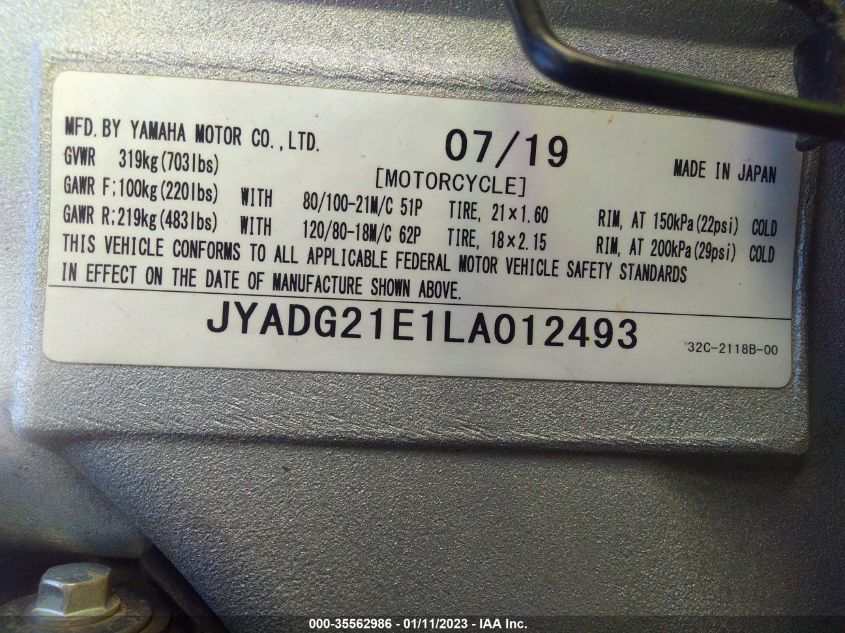 MFD. BY YAMAHA MOTOR CO., LTD. 07/19
GVWR 319kg(703lbs) [MOTORCYCLE] MADE IN JAPAN
GAWR F;100kg(220lbs) WITH 80/100-21M/C 51P TIRE, 21×1.60 RIM, AT 150kPa(22psi) COLD
GAWR R;219kg(483lbs) WITH 120/80-18M/C 62P TIRE, 18×2.15 RIM, AT 200kPa(29psi) COLD
THIS VEHICLE CONFORMS TO ALL APPLICABLE FEDERAL MOTOR VEHICLE SAFETY STANDARDS
IN EFFECT ON THE DATE OF MANUFACTURE SHOWN ABOVE.
JYADG21E1LA012493 32C-2118B-00
000-35562986 - 01/11/2023 - IAA Inc.